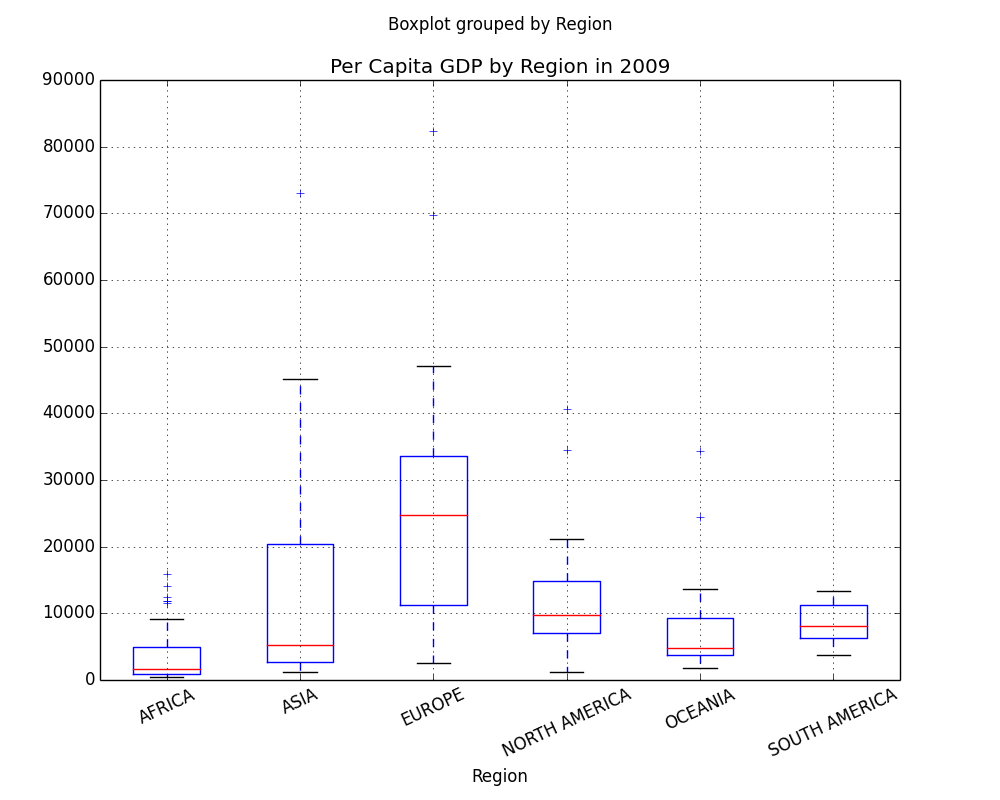 Boxplot grouped by Region
Per Capita GDP by Region in 2009
90000
80000
70000
60000
50000
40000
30000
20000
10000
0
AFRICA
ASIA
EUROPE
NORTH AMERICA
OCEANIA
SOUTH AMERICA
Region